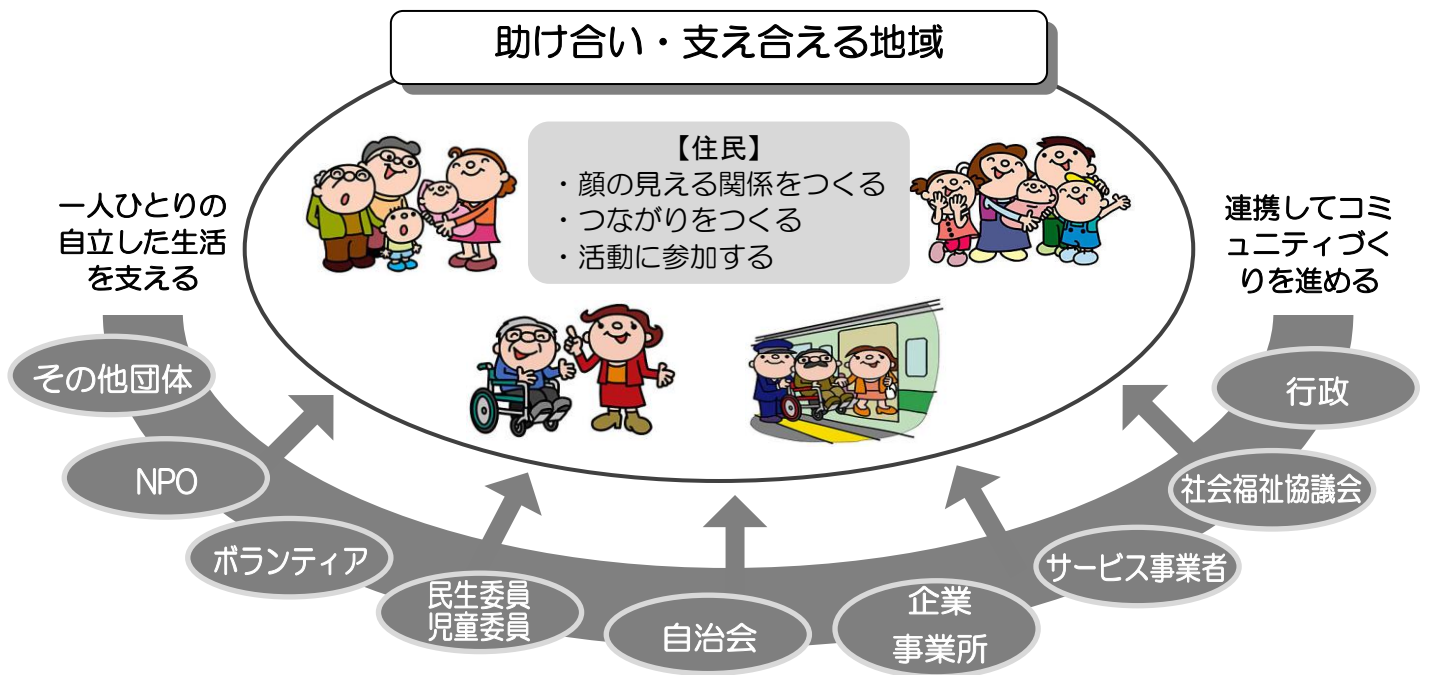 助け合い・支え合える地域
【住民】
・顔の見える関係をつくる
・つながりをつくる
・活動に参加する
一人ひとりの
自立した生活
を支える
連携してコミ
ュニティづく
りを進める
その他団体
NPO
ボランティア
民生委員
児童委員
自治会
企業
事業所
サービス事業者
社会福祉協議会
行政